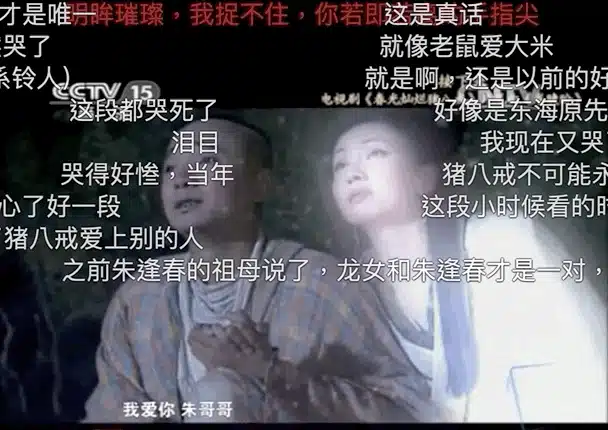 才是唯一
明眸璀璨，我捉不住，你若即
手指尖
这是真话
哭了
就像老鼠爱大米
系铃人)
就是啊，还是以前的好
CCTV 15
电视剧《春光灿烂
这段都哭死了
好像是东海原先
泪目
我现在又哭
哭得好惨，当年
猪八戒不可能永
心了好一段
这段小时候看的时
猪八戒爱上别的人
之前朱逢春的祖母说了，龙女和朱逢春才是一对，
我爱你 朱哥哥